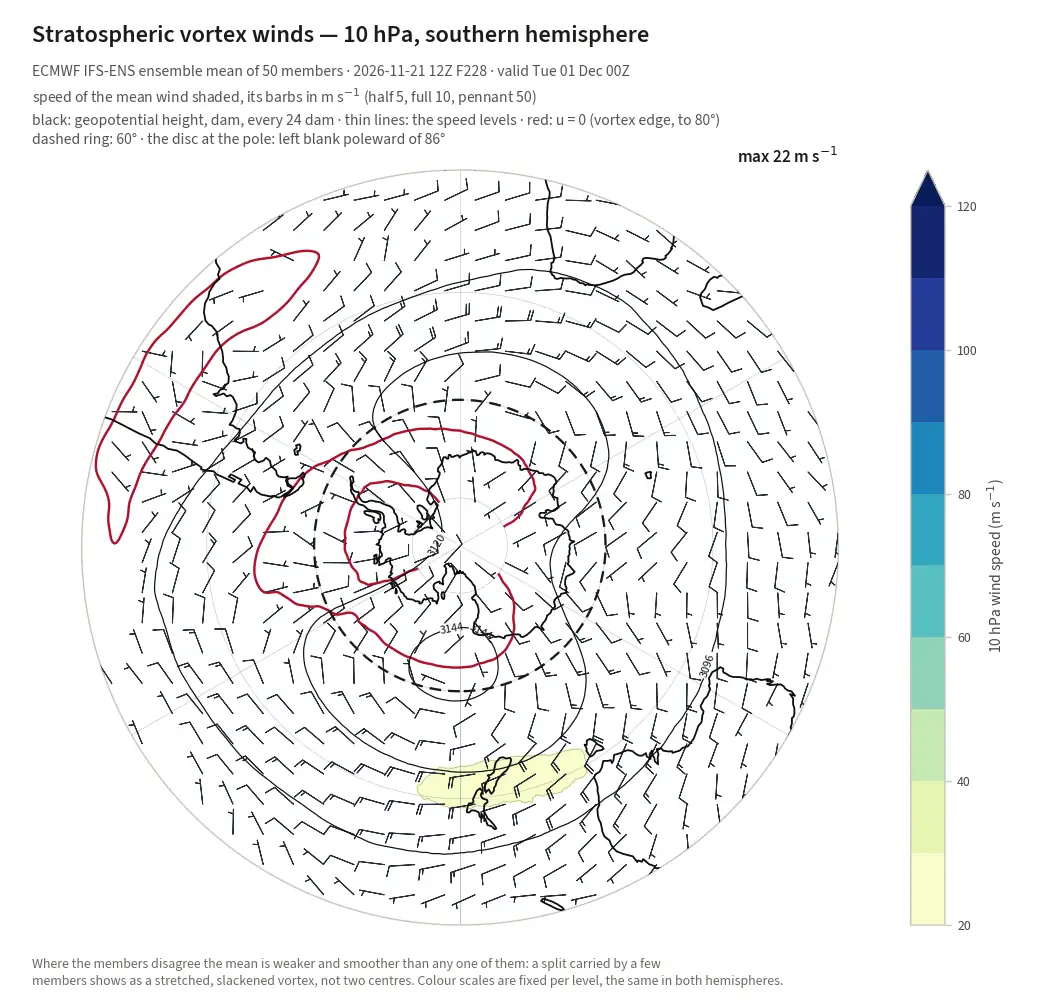 Stratospheric vortex winds — 10 hPa, southern hemisphere
ECMWF IFS-ENS ensemble mean of 50 members · 2026-11-21 12Z F228 · valid Tue 01 Dec 00Z
speed of the mean wind shaded, its barbs in m s⁻¹ (half 5, full 10, pennant 50)
black: geopotential height, dam, every 24 dam · thin lines: the speed levels · red: u = 0 (vortex edge, to 80°)
dashed ring: 60° · the disc at the pole: left blank poleward of 86°
max 22 m s⁻¹
120
100
80
60
40
20
10 hPa wind speed (m s⁻¹)
3120
3144
3096
Where the members disagree the mean is weaker and smoother than any one of them: a split carried by a few
members shows as a stretched, slackened vortex, not two centres. Colour scales are fixed per level, the same in both hemispheres.